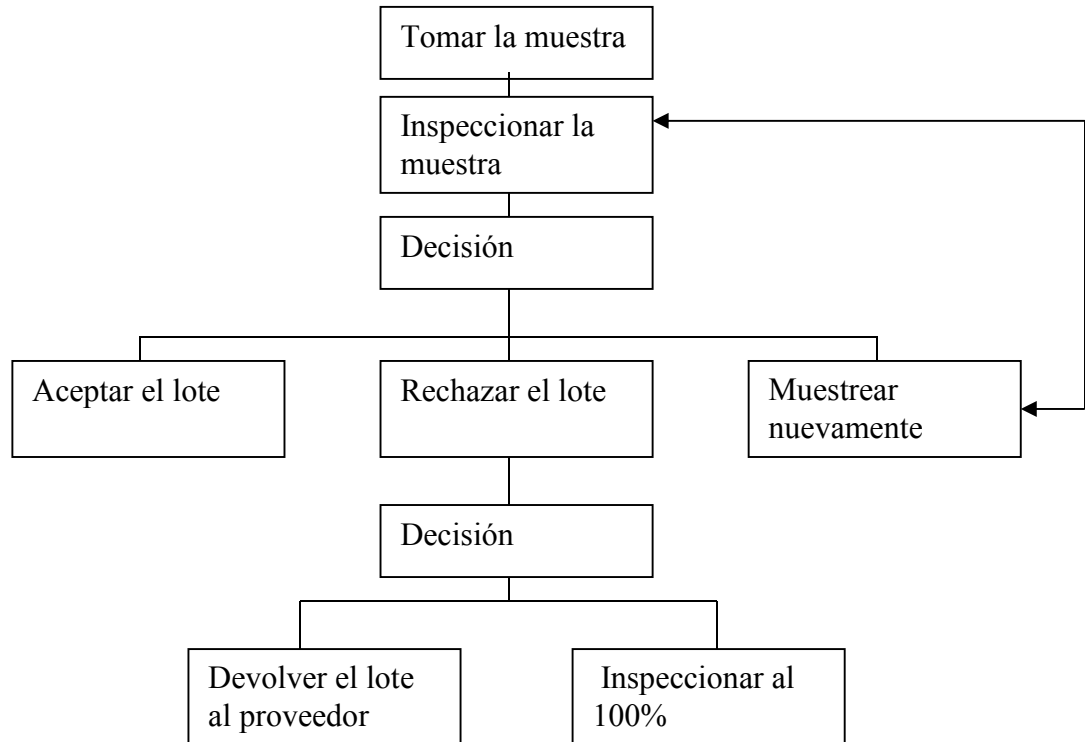 Tomar la muestra
Inspeccionar la
muestra
Decisión
Aceptar el lote
Rechazar el lote
Muestrear
nuevamente
Decisión
Devolver el lote
al proveedor
Inspeccionar al
100%